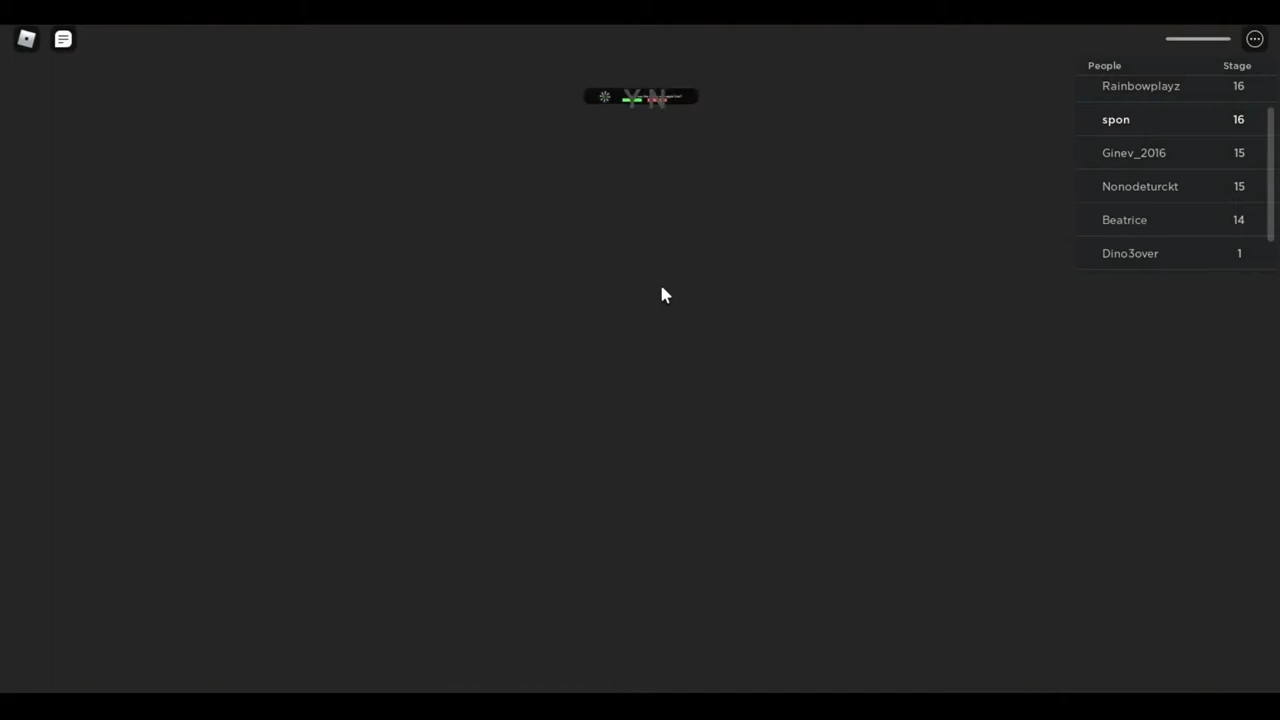 People Stage
Rainbowplayz 16
spon 16
Ginev_2016 15
Nonodeturckt 15
Beatrice 14
Dino3over 1
Y N